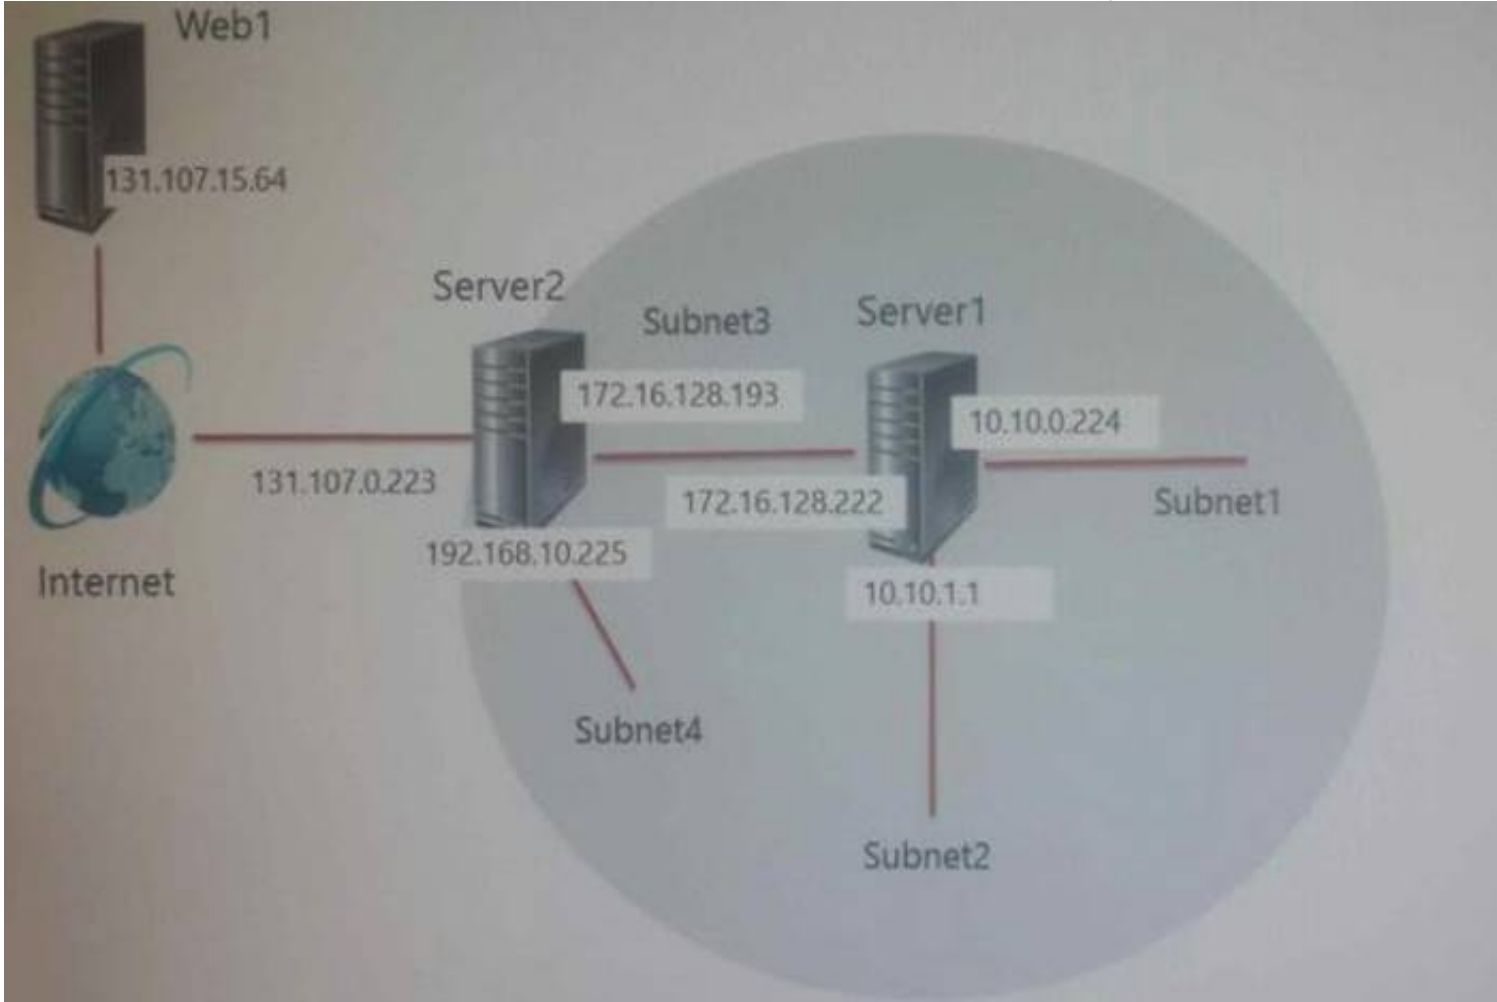 Web1
131.107.15.64
Server2
Subnet3
Server1
172.16.128.193
10.10.0.224
131.107.0.223
172.16.128.222
Subnet1
192.168.10.225
Internet
10.10.1.1
Subnet4
Subnet2